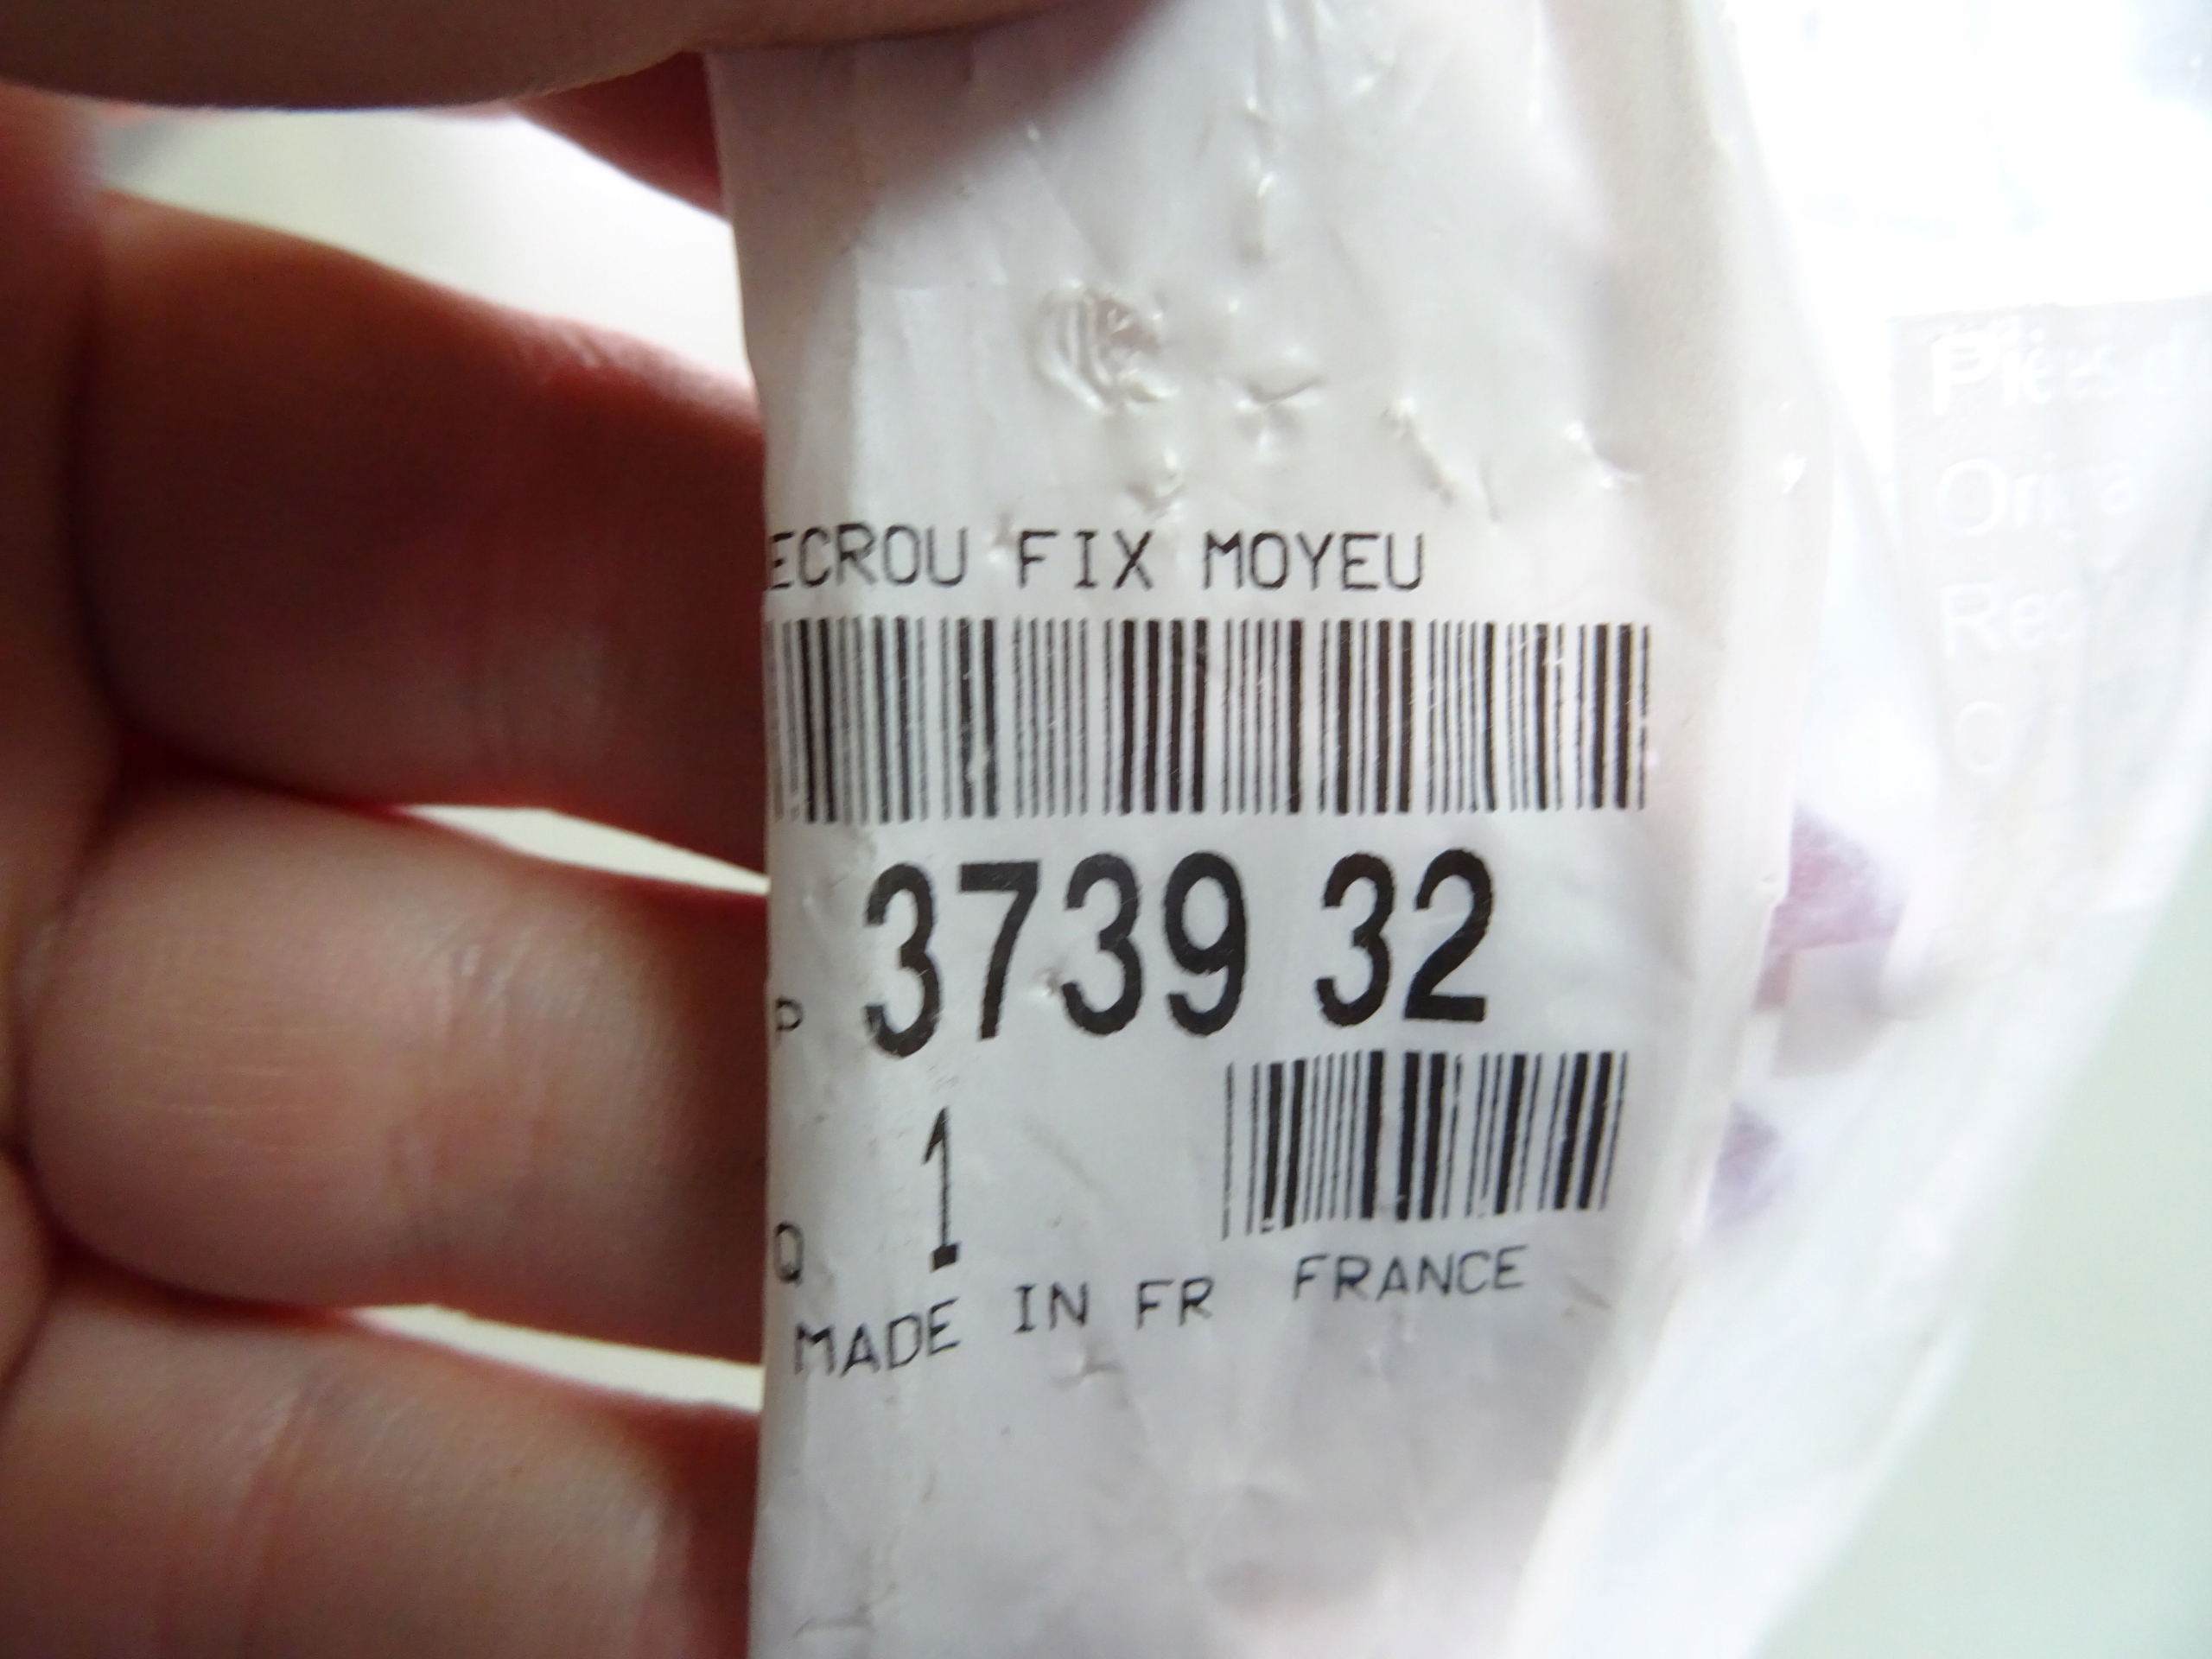 ECROU FIX MOYEU
P 3739 32
Q 1
MADE IN FR FRANCE